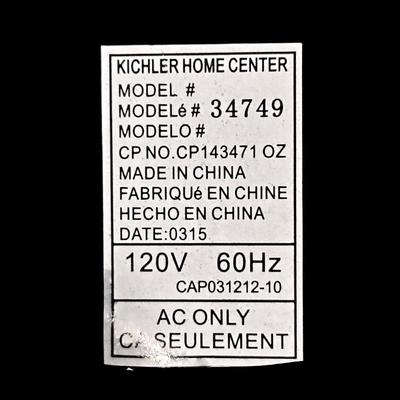 KICHLER HOME CENTER
MODEL #
MODELé # 34749
MODELO #
CP.NO.CP143471 OZ
MADE IN CHINA
FABRIQUé EN CHINE
HECHO EN CHINA
DATE:0315
120V 60Hz
CAP031212-10
AC ONLY
CA SEULEMENT